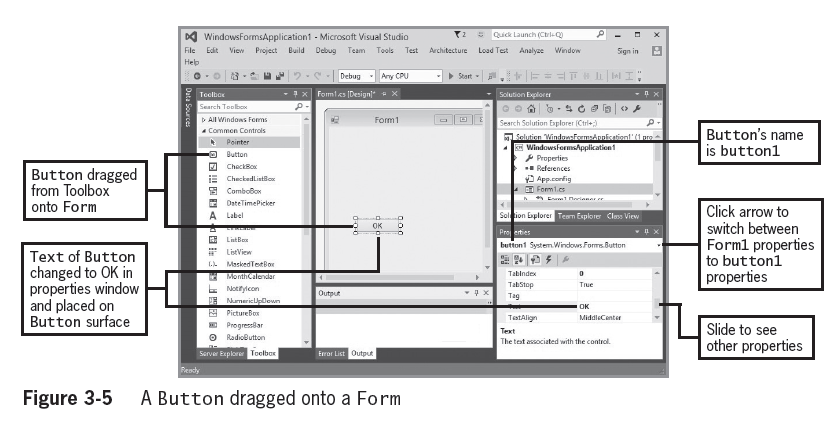 WindowsFormsApplication1 - Microsoft Visual Studio
2
Quick Launch (Ctrl+Q)
File Edit View Project Build Debug Team Tools Test Architecture Load Test Analyze Window
Sign in
Help
Debug
Any CPU
Start
Data Sources
Toolbox
Search Toolbox
All Windows Forms
Common Controls
Pointer
Button
CheckBox
CheckedListBox
ComboBox
DateTimePicker
Label
ListBox
ListView
MaskedTextBox
MonthCalendar
NotifyIcon
NumericUpDown
PictureBox
ProgressBar
RadioButton
Server Explorer Toolbox
Form1.cs [Design]*
Form1
OK
Output
Error List Output
Solution Explorer
Search Solution Explorer (Ctrl+;)
Solution 'WindowsFormsApplication1' (1 pro
WindowsFormsApplication1
Properties
References
App.config
Form1.cs
Form1.Designer.cs
Solution Explorer Team Explorer Class View
Properties
button1 System.Windows.Forms.Button
TabIndex 0
TabStop True
Tag
OK
TextAlign MiddleCenter
Text
The text associated with the control.
Ready
Button dragged
from Toolbox
onto Form
Text of Button
changed to OK in
properties window
and placed on
Button surface
Button's name
is button1
Click arrow to
switch between
Form1 properties
to button1
properties
Slide to see
other properties
Figure 3-5 A Button dragged onto a Form